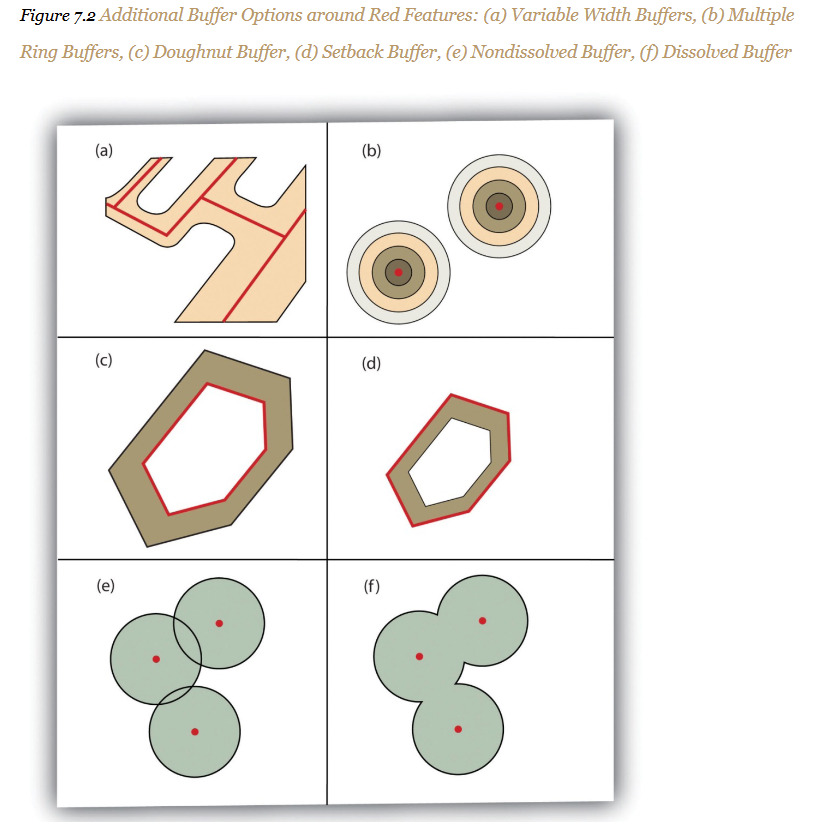 Figure 7.2 Additional Buffer Options around Red Features: (a) Variable Width Buffers, (b) Multiple
Ring Buffers, (c) Doughnut Buffer, (d) Setback Buffer, (e) Nondissolved Buffer, (f) Dissolved Buffer
(a)
(b)
(c)
(d)
(e)
(f)